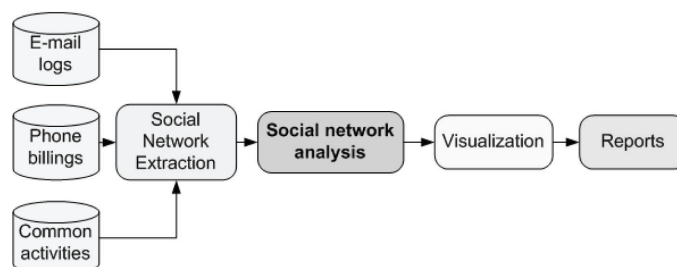 E-mail
logs
Phone
billings
Common
activities
Social
Network
Extraction
Social network
analysis
Visualization
Reports